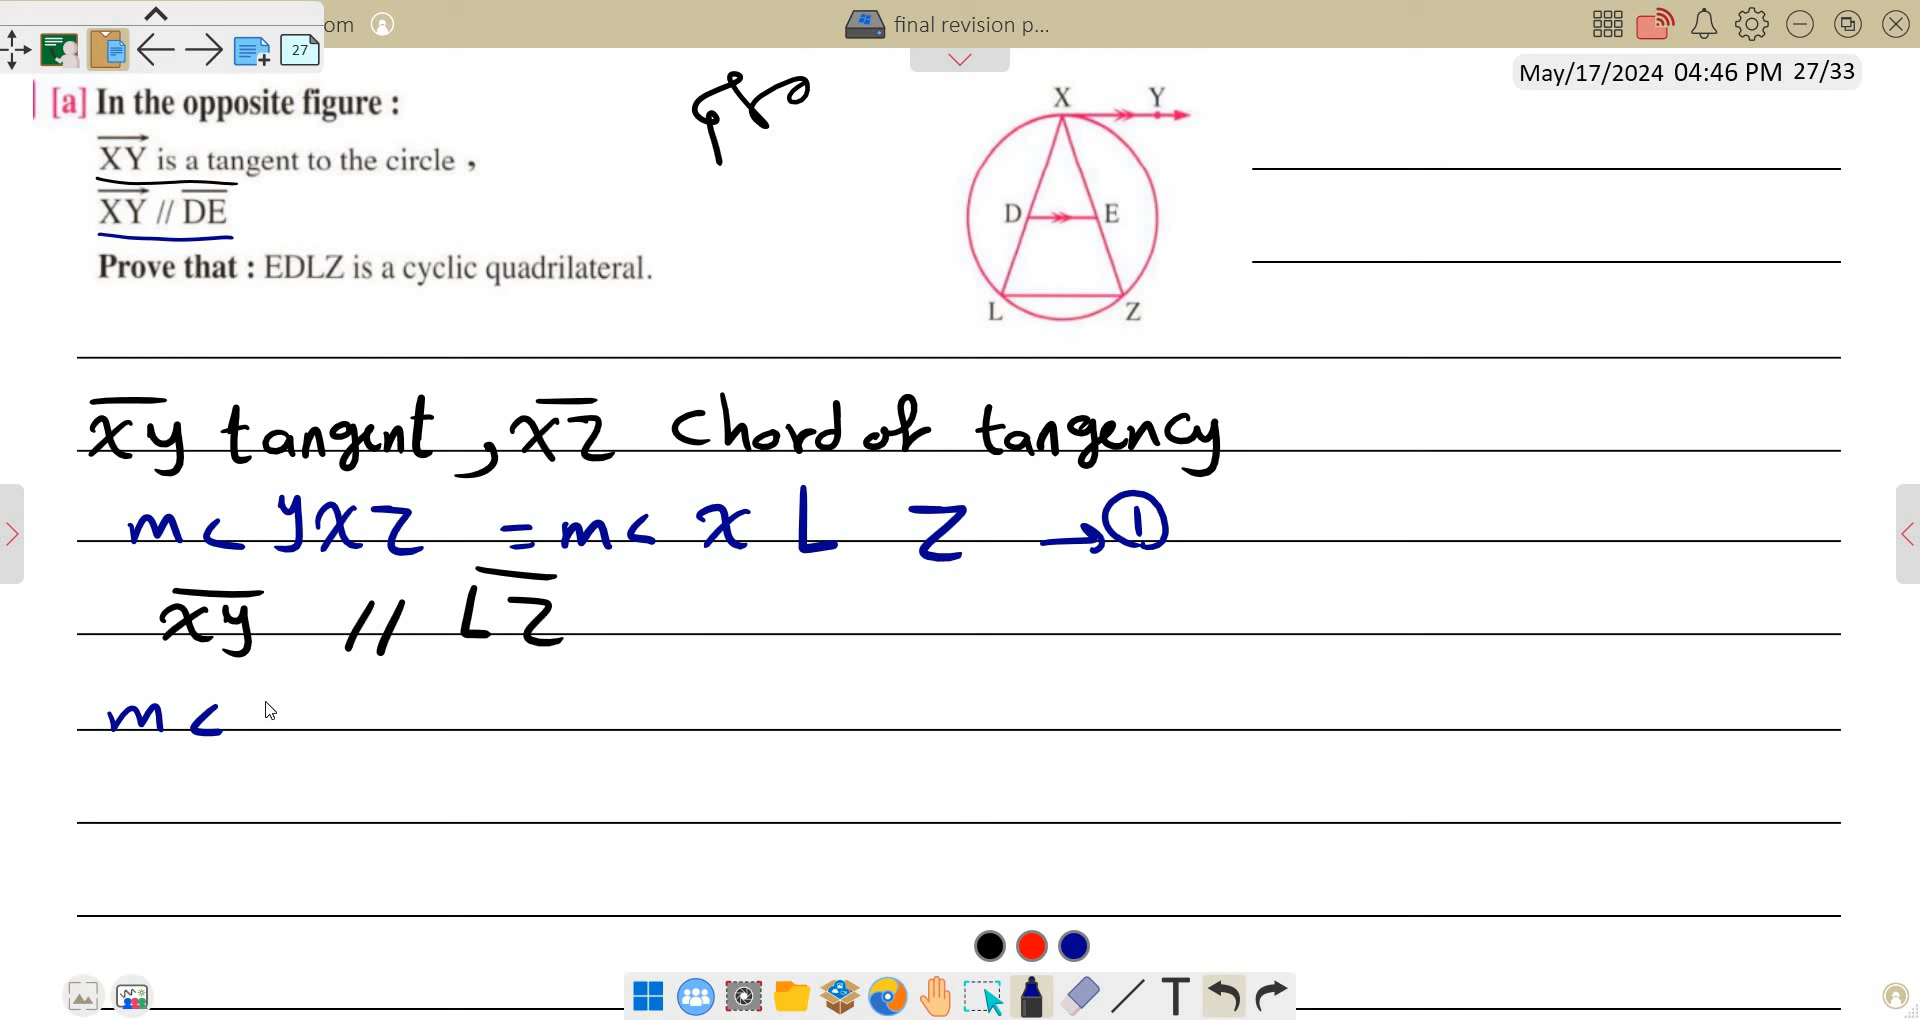 om
final revision p...
27
May/17/2024 04:46 PM 27/33
[a] In the opposite figure :
XY is a tangent to the circle ,
XY // DE
Prove that : EDLZ is a cyclic quadrilateral.
X Y
D E
L Z
xy tangent , xz chord of tangency
m< yxz = m< x L Z → ①
xy // LZ
m<
T